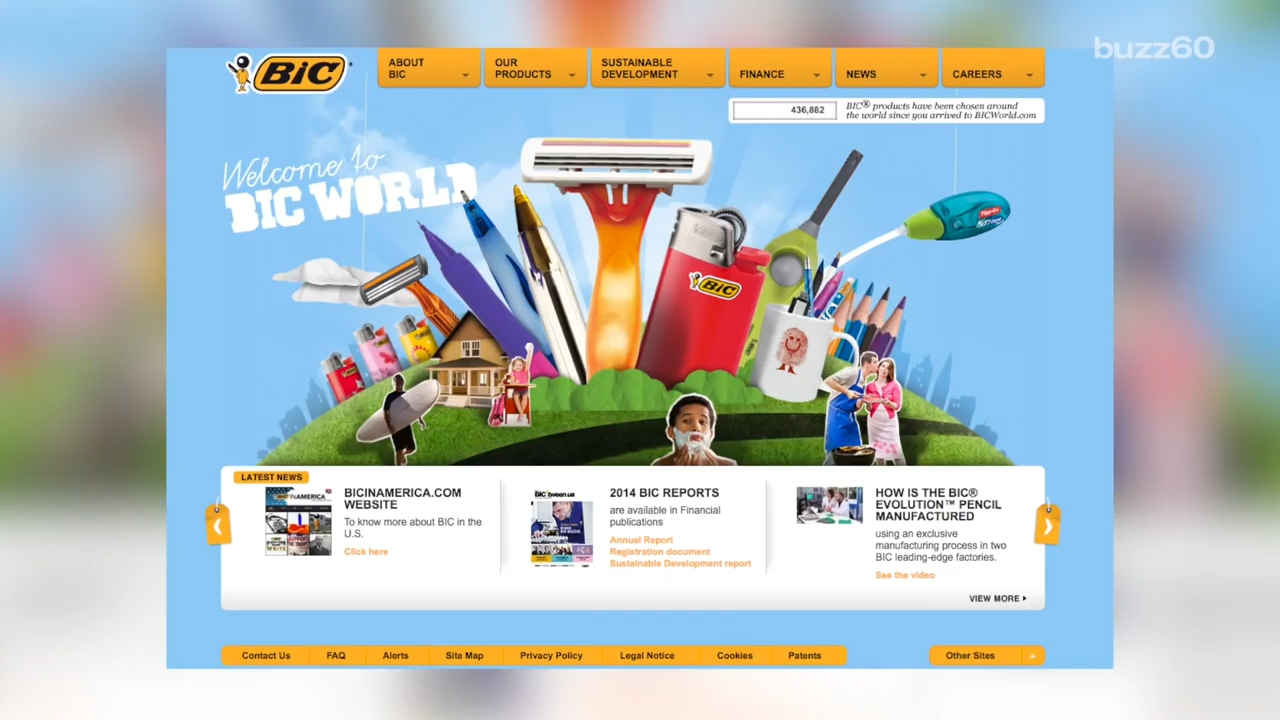 buzz60
BiC
ABOUT
BIC
OUR
PRODUCTS
SUSTAINABLE
DEVELOPMENT
FINANCE
NEWS
CAREERS
436,882
BIC® products have been chosen around
the world since you arrived to BICWorld.com
Welcome to
BIC WORLD
Tipp-Ex
BiC
LATEST NEWS
BICINAMERICA.COM
WEBSITE
To know more about BIC in the
U.S.
Click here
2014 BIC REPORTS
are available in Financial
publications
Annual Report
Registration document
Sustainable Development report
HOW IS THE BIC®
EVOLUTION™ PENCIL
MANUFACTURED
using an exclusive
manufacturing process in two
BIC leading-edge factories.
See the video
VIEW MORE
Contact Us
FAQ
Alerts
Site Map
Privacy Policy
Legal Notice
Cookies
Patents
Other Sites